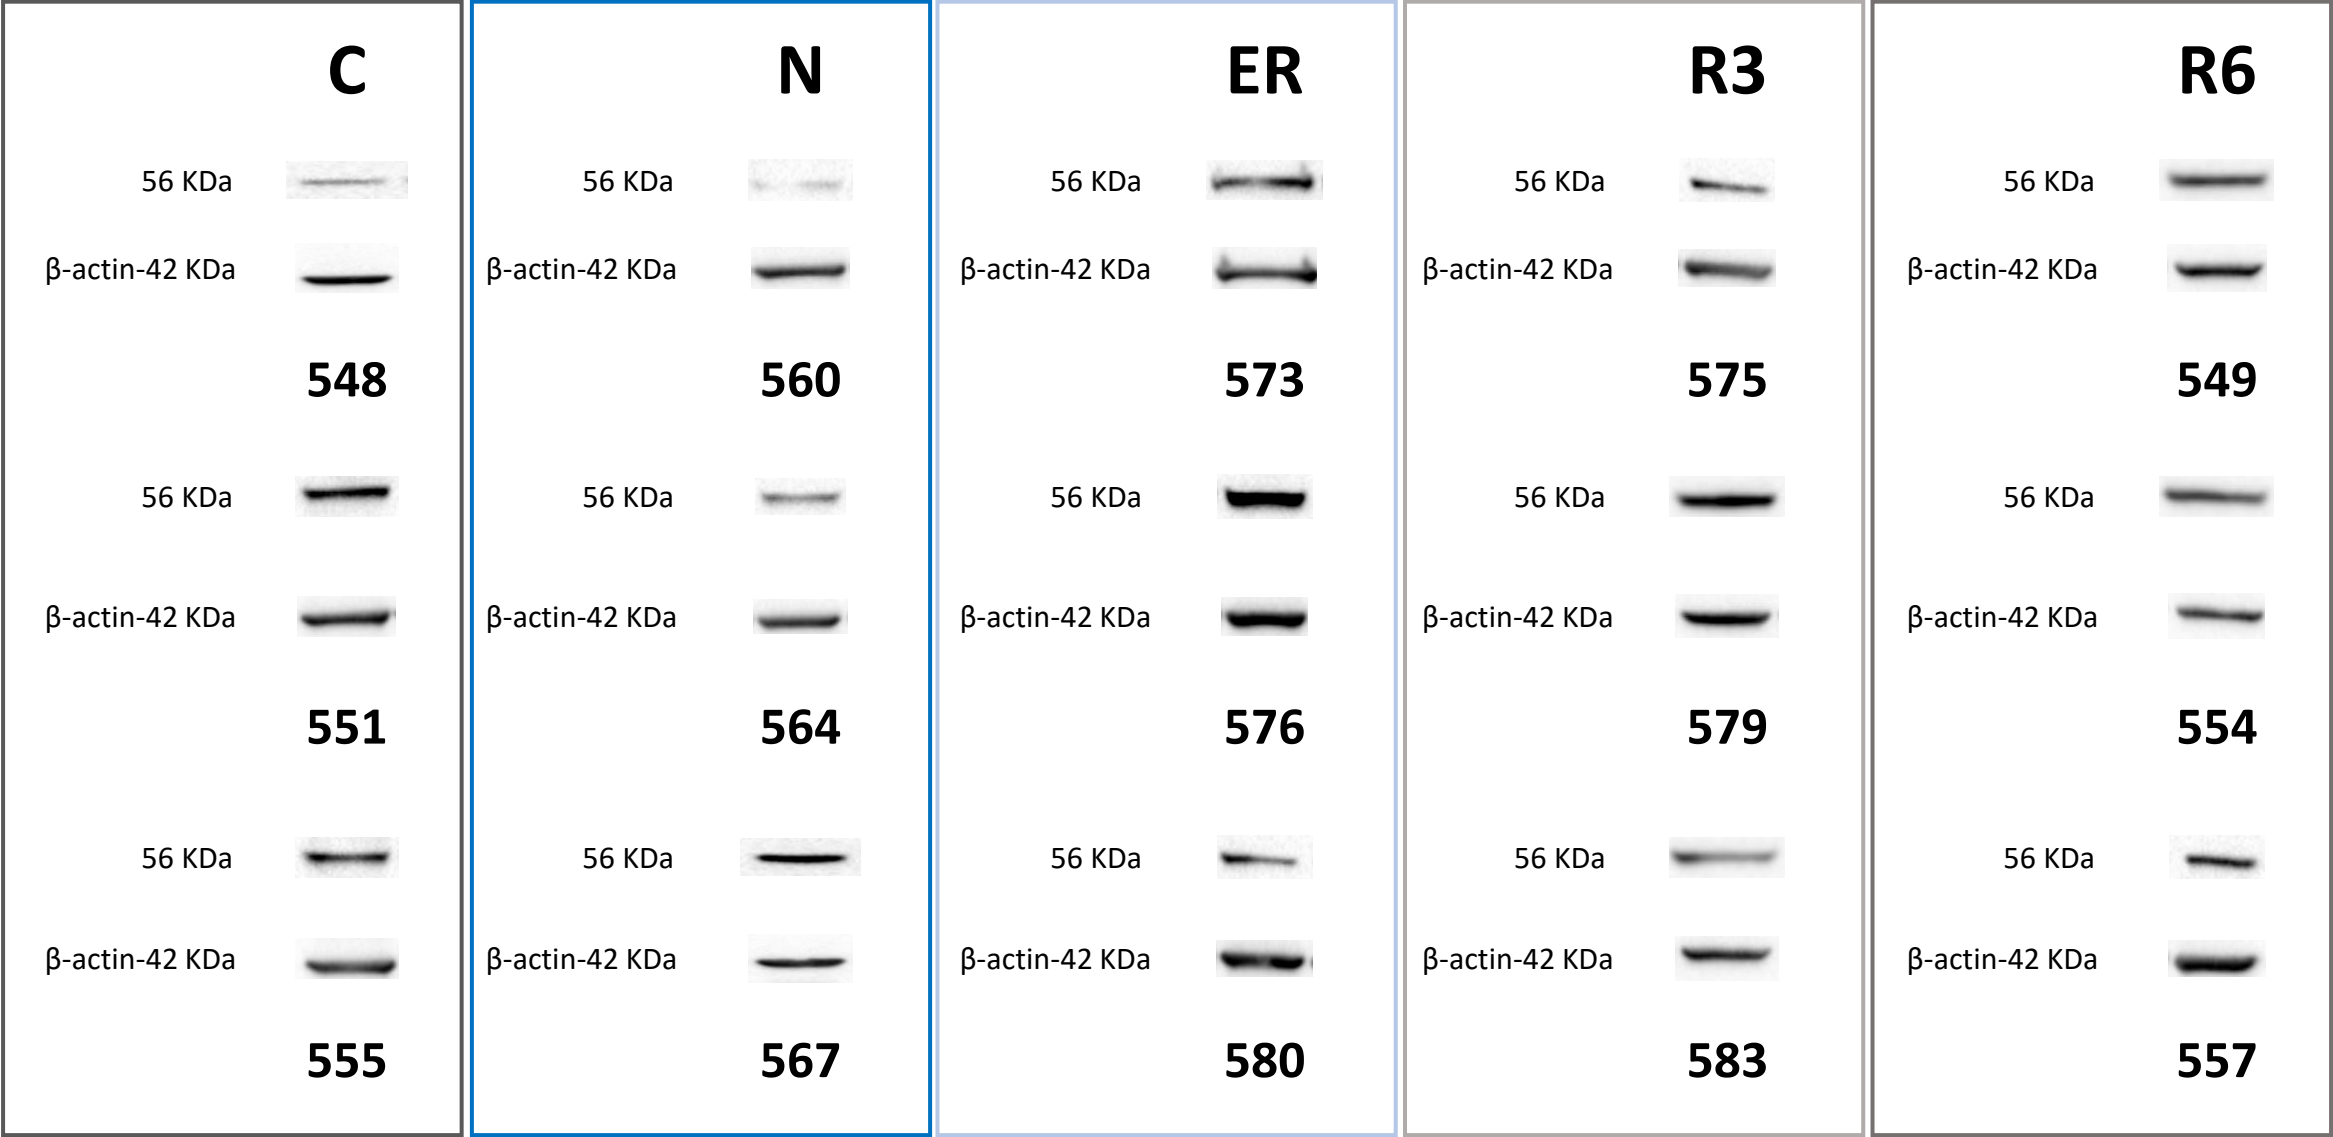 C
56 KDa
β-actin-42 KDa
548
56 KDa
β-actin-42 KDa
551
56 KDa
β-actin-42 KDa
555
N
56 KDa
β-actin-42 KDa
560
56 KDa
β-actin-42 KDa
564
56 KDa
β-actin-42 KDa
567
ER
56 KDa
β-actin-42 KDa
573
56 KDa
β-actin-42 KDa
576
56 KDa
β-actin-42 KDa
580
R3
56 KDa
β-actin-42 KDa
575
56 KDa
β-actin-42 KDa
579
56 KDa
β-actin-42 KDa
583
R6
56 KDa
β-actin-42 KDa
549
56 KDa
β-actin-42 KDa
554
56 KDa
β-actin-42 KDa
557